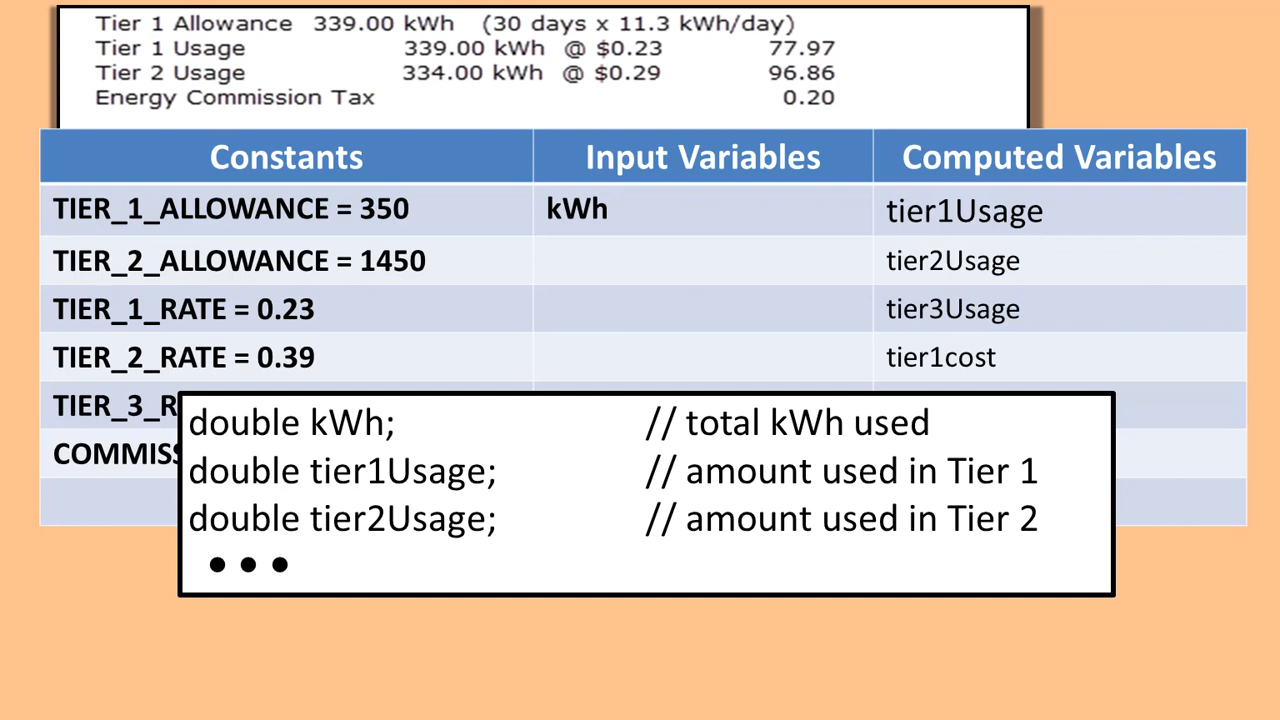 Tier 1 Allowance 339.00 kWh (30 days x 11.3 kWh/day)
Tier 1 Usage 339.00 kWh @ $0.23 77.97
Tier 2 Usage 334.00 kWh @ $0.29 96.86
Energy Commission Tax 0.20
Constants Input Variables Computed Variables
TIER_1_ALLOWANCE = 350 kWh tier1Usage
TIER_2_ALLOWANCE = 1450 tier2Usage
TIER_1_RATE = 0.23 tier3Usage
TIER_2_RATE = 0.39 tier1cost
TIER_3_R
COMMISS
double kWh; // total kWh used
double tier1Usage; // amount used in Tier 1
double tier2Usage; // amount used in Tier 2
• • •